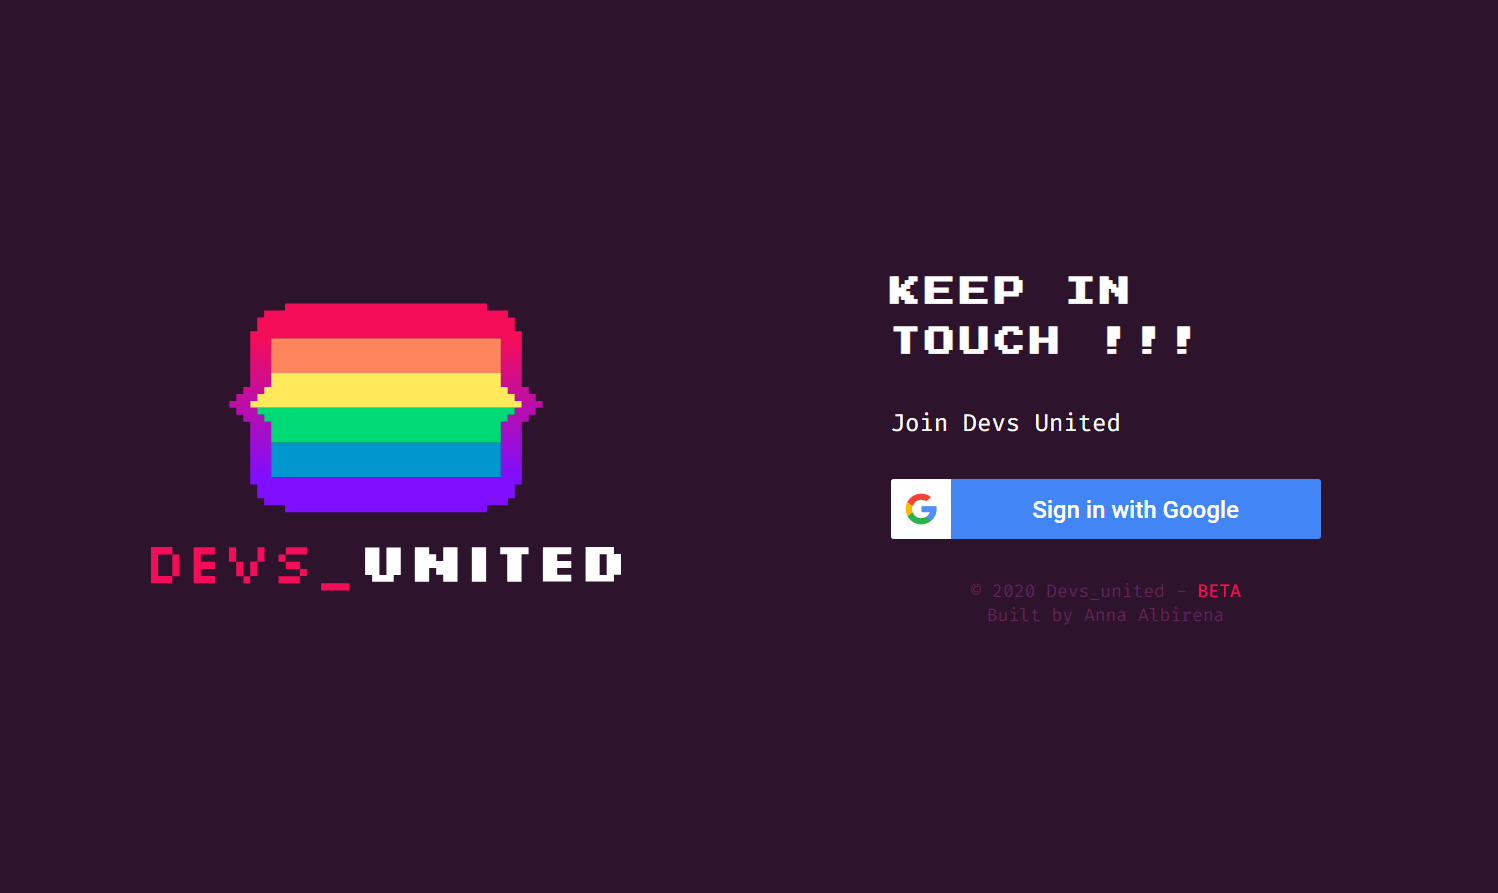 DEVS_UNITED
KEEP IN
TOUCH !!!
Join Devs United
Sign in with Google
© 2020 Devs_united - BETA
Built by Anna Albirena